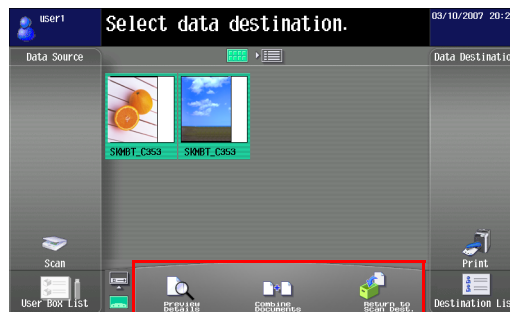 user1
Select data destination.
03/10/2007 20:2
Data Source
Data Destinatio
SKMBT_C353
SKMBT_C353
Scan
Print
User Box List
Preview
Details
Combine
Documents
Return to
Scan Dest.
Destination Lis